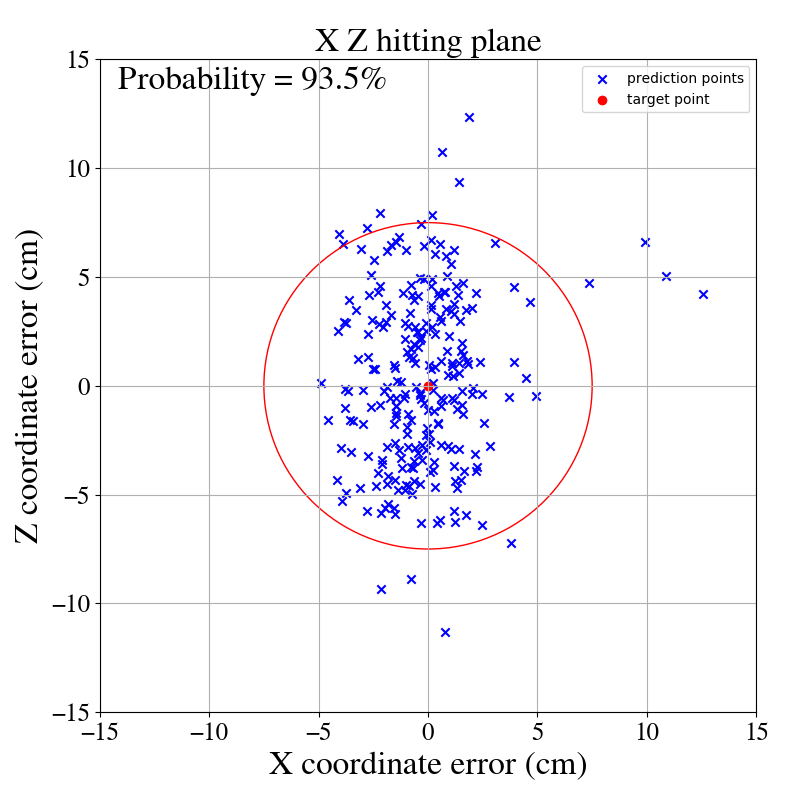 X Z hitting plane
Probability = 93.5%
prediction points
target point
15
10
5
0
−5
−10
−15
Z coordinate error (cm)
−15 −10 −5 0 5 10 15
X coordinate error (cm)